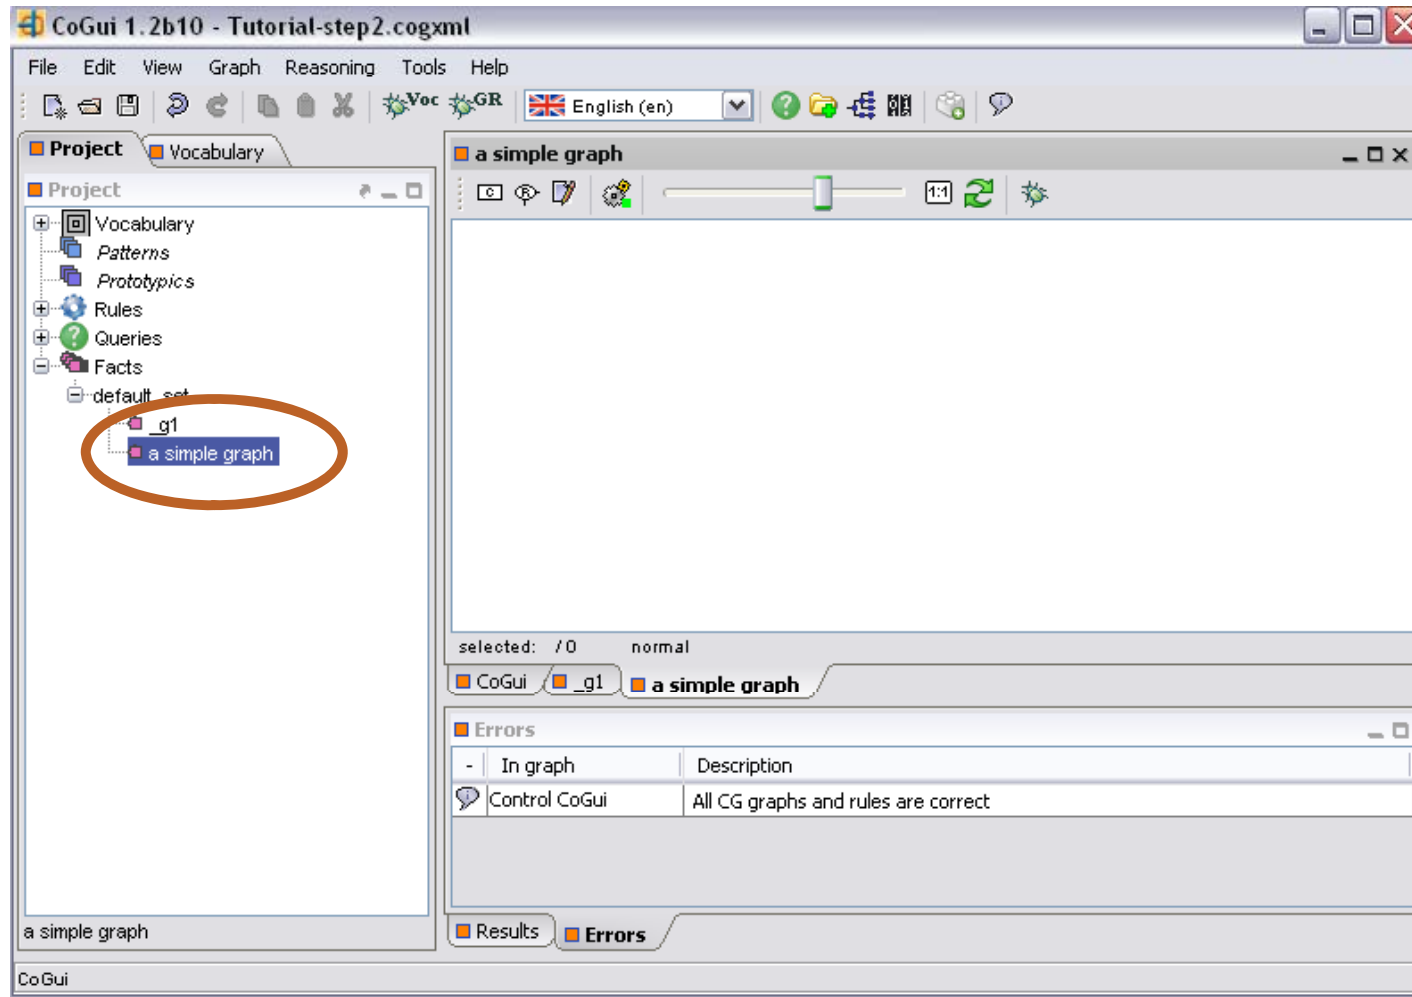 CoGui 1.2b10 - Tutorial-step2.cogxml
File Edit View Graph Reasoning Tools Help
Voc GR English (en)
Project Vocabulary
Project
Vocabulary
Patterns
Prototypics
Rules
Queries
Facts
default_set
_g1
a simple graph
a simple graph
a simple graph
C R 1:1
selected: / 0 normal
CoGui _g1 a simple graph
Errors
- In graph Description
Control CoGui All CG graphs and rules are correct
Results Errors
CoGui